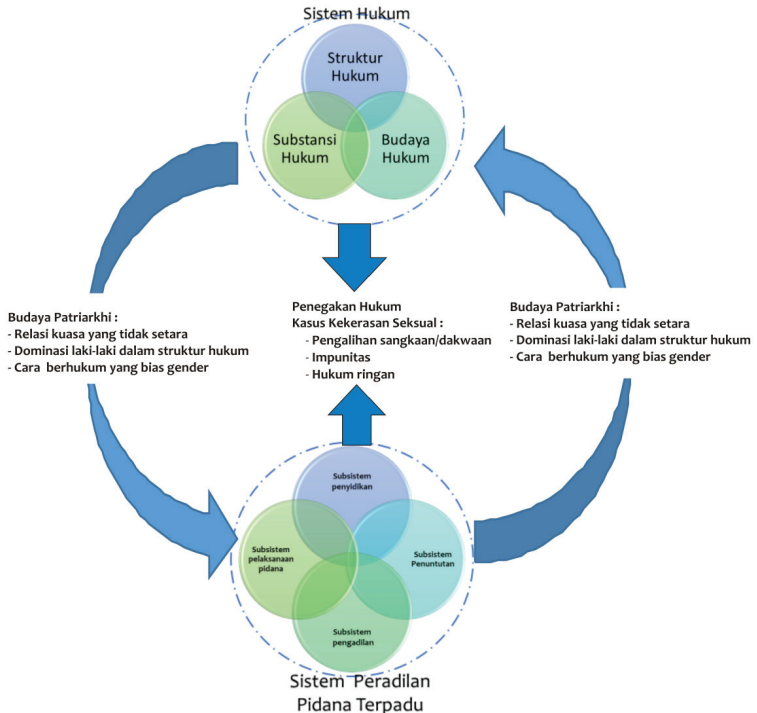 Sistem Hukum
Struktur
Hukum
Substansi
Hukum
Budaya
Hukum
Budaya Patriarkhi :
- Relasi kuasa yang tidak setara
- Dominasi laki-laki dalam struktur hukum
- Cara berhukum yang bias gender
Penegakan Hukum
Kasus Kekerasan Seksual :
- Pengalihan sangkaan/dakwaan
- Impunitas
- Hukum ringan
Budaya Patriarkhi :
- Relasi kuasa yang tidak setara
- Dominasi laki-laki dalam struktur hukum
- Cara berhukum yang bias gender
Subsistem
penyidikan
Subsistem
pelaksanaan
pidana
Subsistem
Penuntutan
Subsistem
pengadilan
Sistem Peradilan
Pidana Terpadu